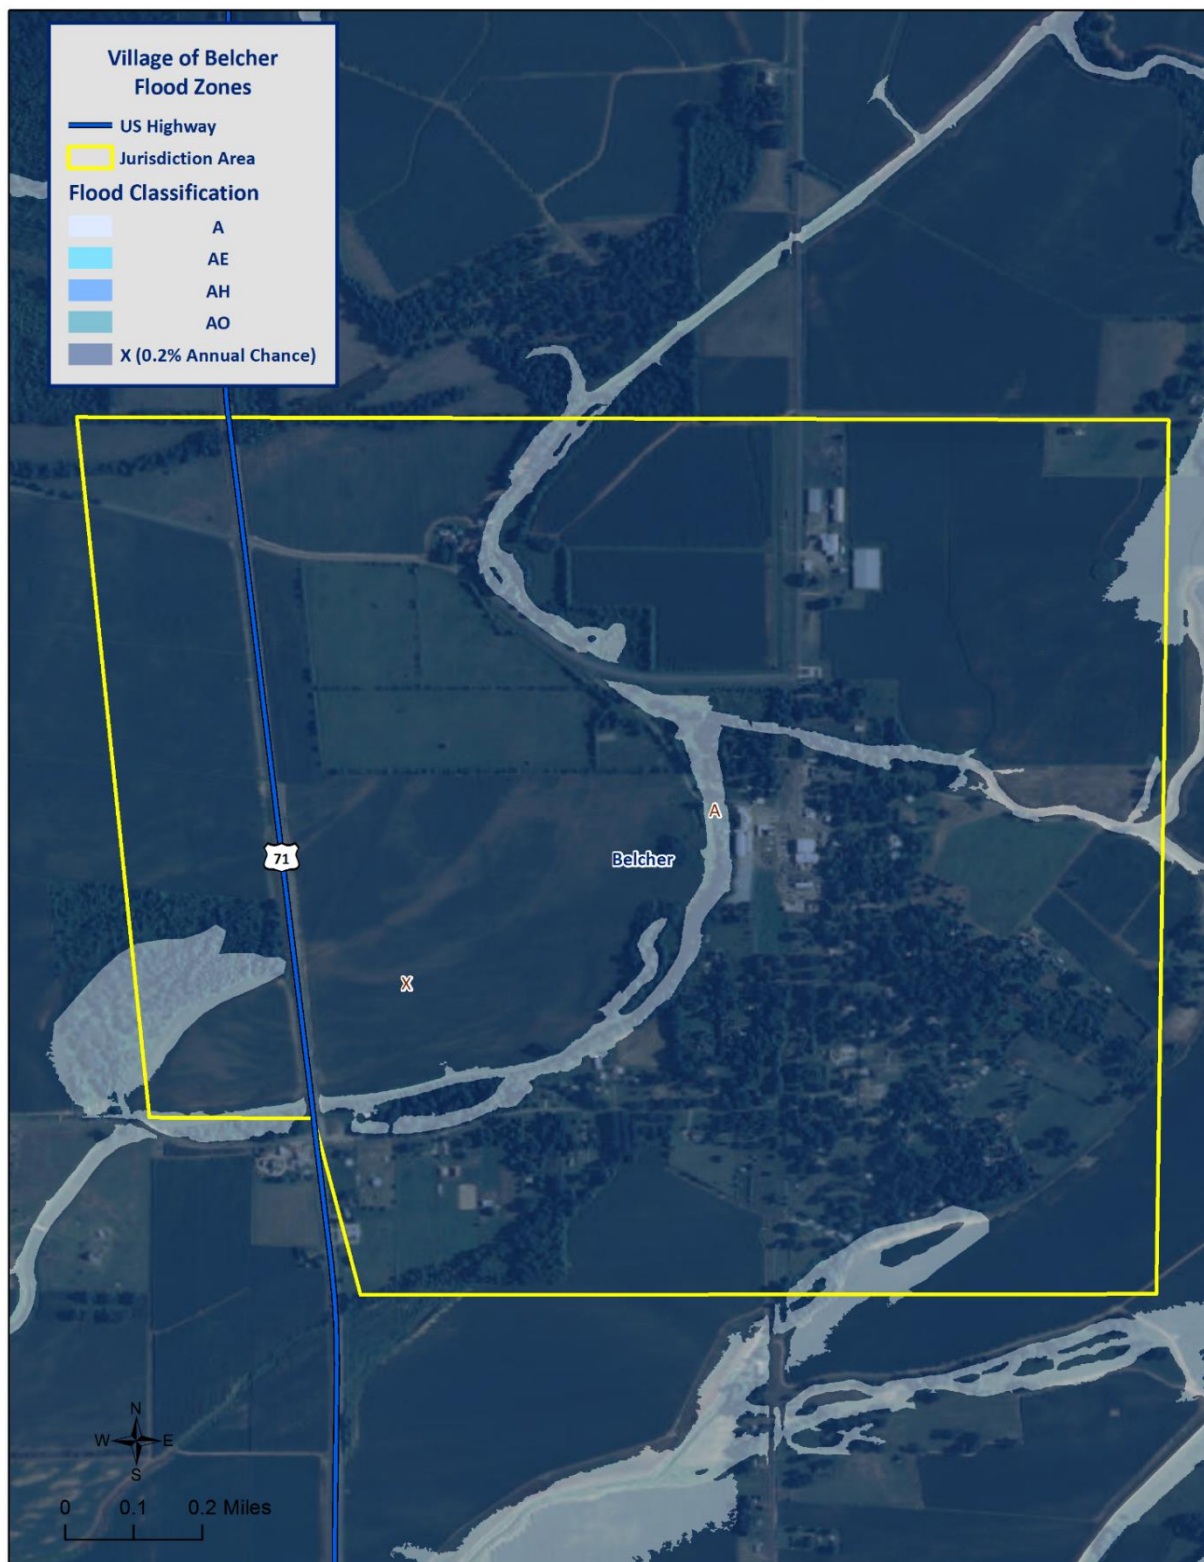 Village of Belcher
Flood Zones
US Highway
Jurisdiction Area
Flood Classification
A
AE
AH
AO
X (0.2% Annual Chance)
A
71
Belcher
X
N
W E
S
0 0.1 0.2 Miles